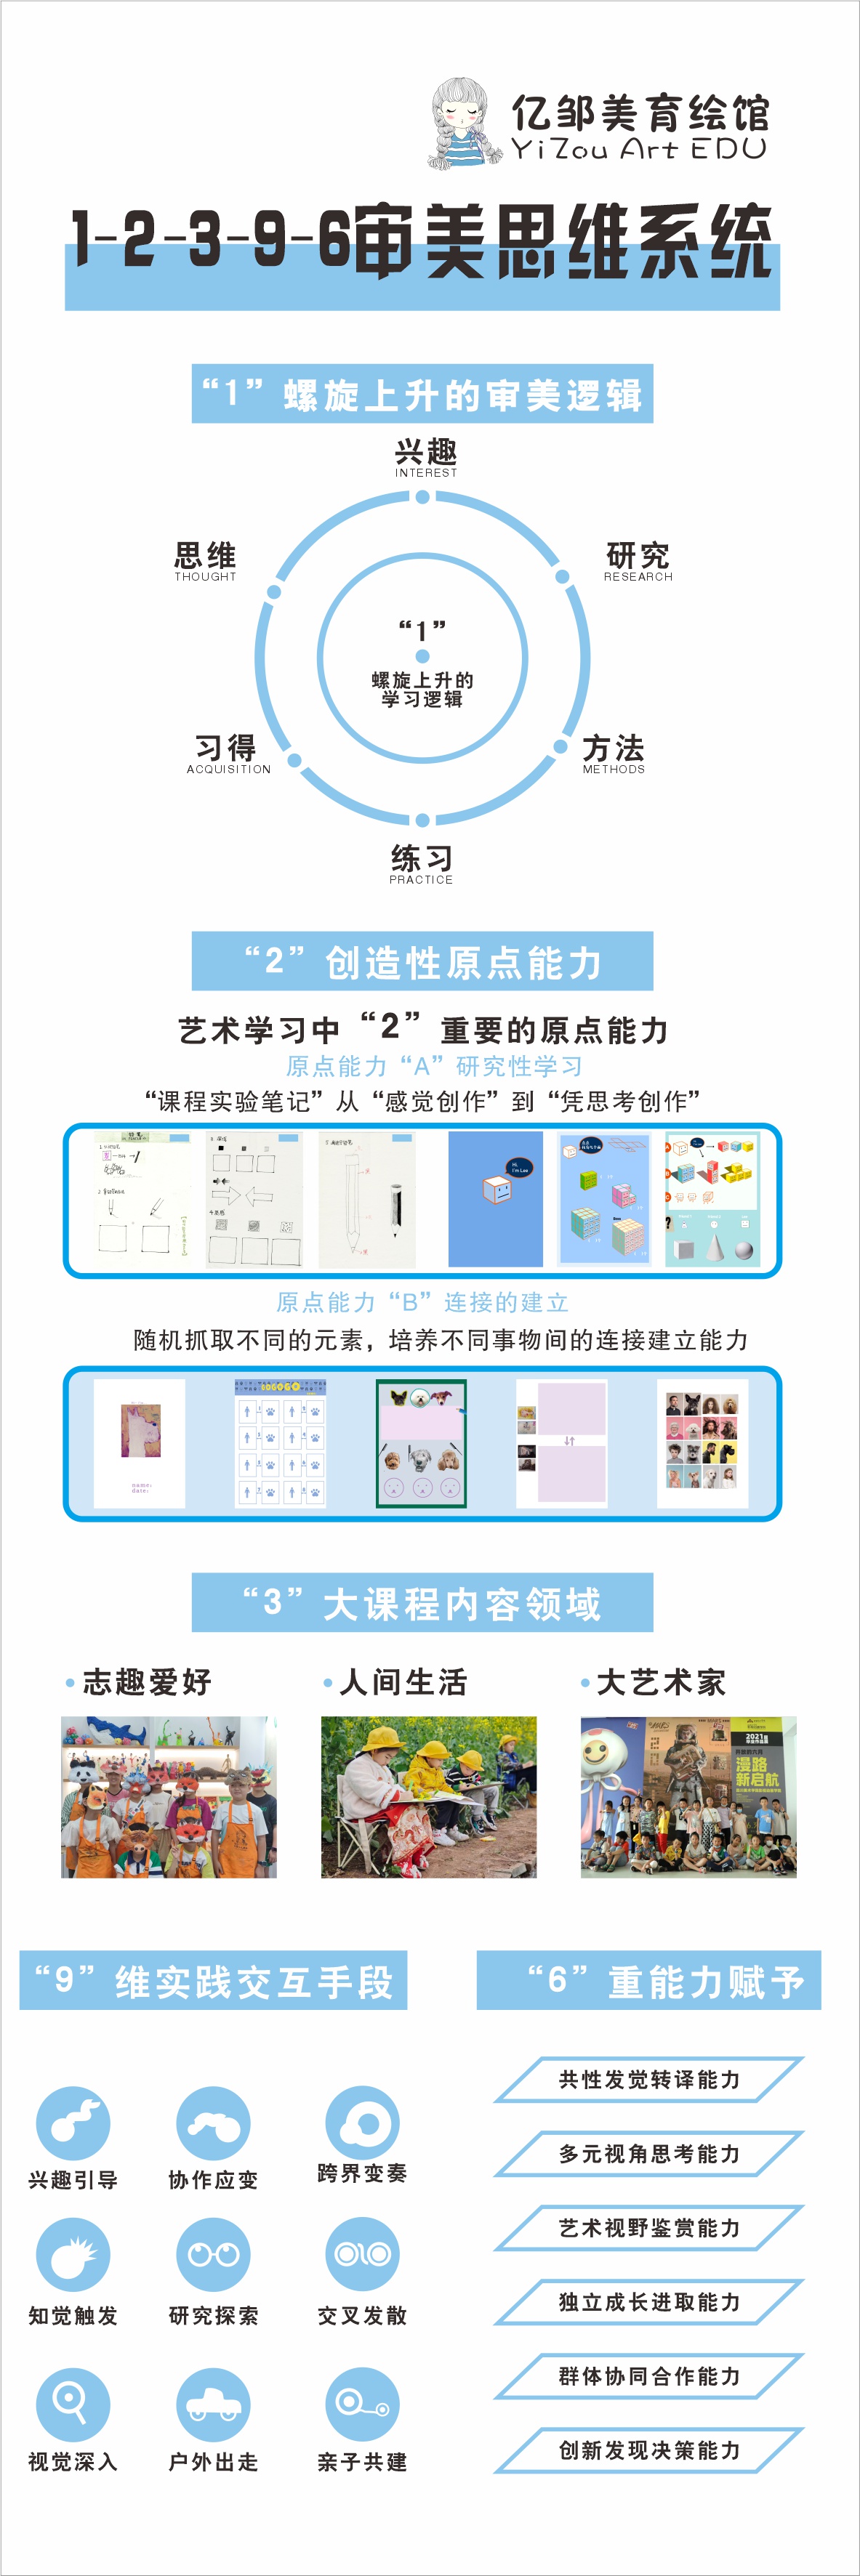 亿邹美育绘馆
YiZou Art EDU
1-2-3-9-6审美思维系统
“1”螺旋上升的审美逻辑
兴趣
INTEREST
思维
THOUGHT
研究
RESEARCH
“1”
螺旋上升的
学习逻辑
习得
ACQUISITION
方法
METHODS
练习
PRACTICE
“2”创造性原点能力
艺术学习中“2”重要的原点能力
原点能力“A”研究性学习
“课程实验笔记”从“感觉创作”到“凭思考创作”
Hi,
I'm Lee
原点能力“B”连接的建立
随机抓取不同的元素，培养不同事物间的连接建立能力
name:
date:
“3”大课程内容领域
志趣爱好
人间生活
大艺术家
2021届
漫路
新启航
“9”维实践交互手段
“6”重能力赋予
兴趣引导
协作应变
跨界变奏
知觉触发
研究探索
交叉发散
视觉深入
户外出走
亲子共建
共性发觉转译能力
多元视角思考能力
艺术视野鉴赏能力
独立成长进取能力
群体协同合作能力
创新发现决策能力